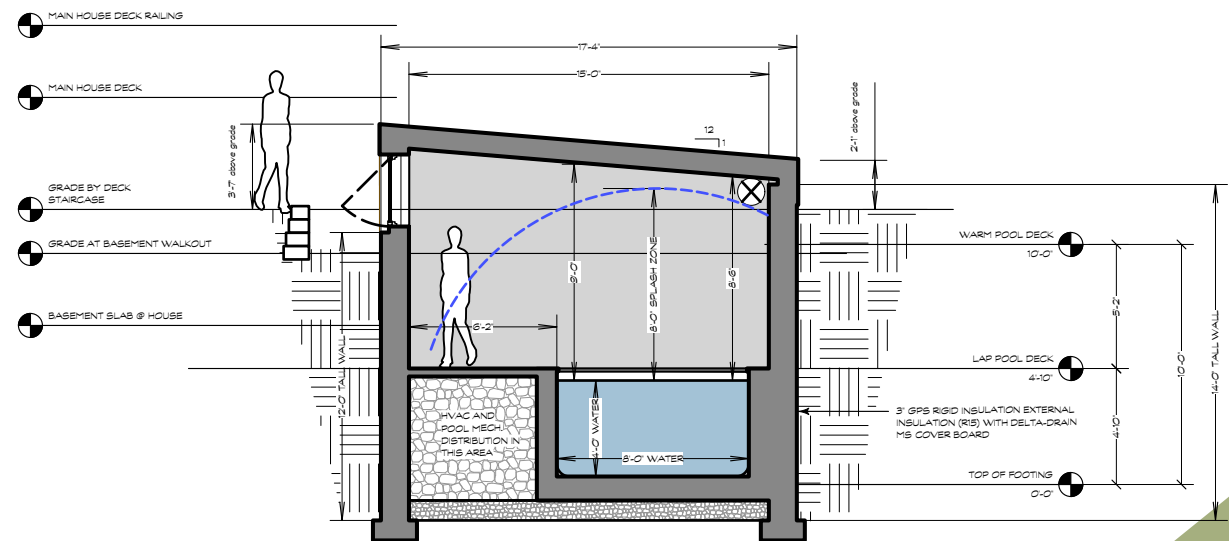 MAIN HOUSE DECK RAILING
17'-4"
15'-0"
MAIN HOUSE DECK
12
1
3'-7" above grade
2'-1" above grade
GRADE BY DECK
STAIRCASE
GRADE AT BASEMENT WALKOUT
WARM POOL DECK
10'-0"
9'-0"
8'-0" SPLASH ZONE
8'-6"
5'-2"
BASEMENT SLAB @ HOUSE
6'-2"
12'-0" TALL WALL
LAP POOL DECK
4'-10"
10'-0"
14'-0" TALL WALL
HVAC AND
POOL MECH.
DISTRIBUTION IN
THIS AREA
4'-0" WATER
8'-0" WATER
3" GPS RIGID INSULATION EXTERNAL
INSULATION (R15) WITH DELTA-DRAIN
MS COVER BOARD
4'-10"
TOP OF FOOTING
0'-0"